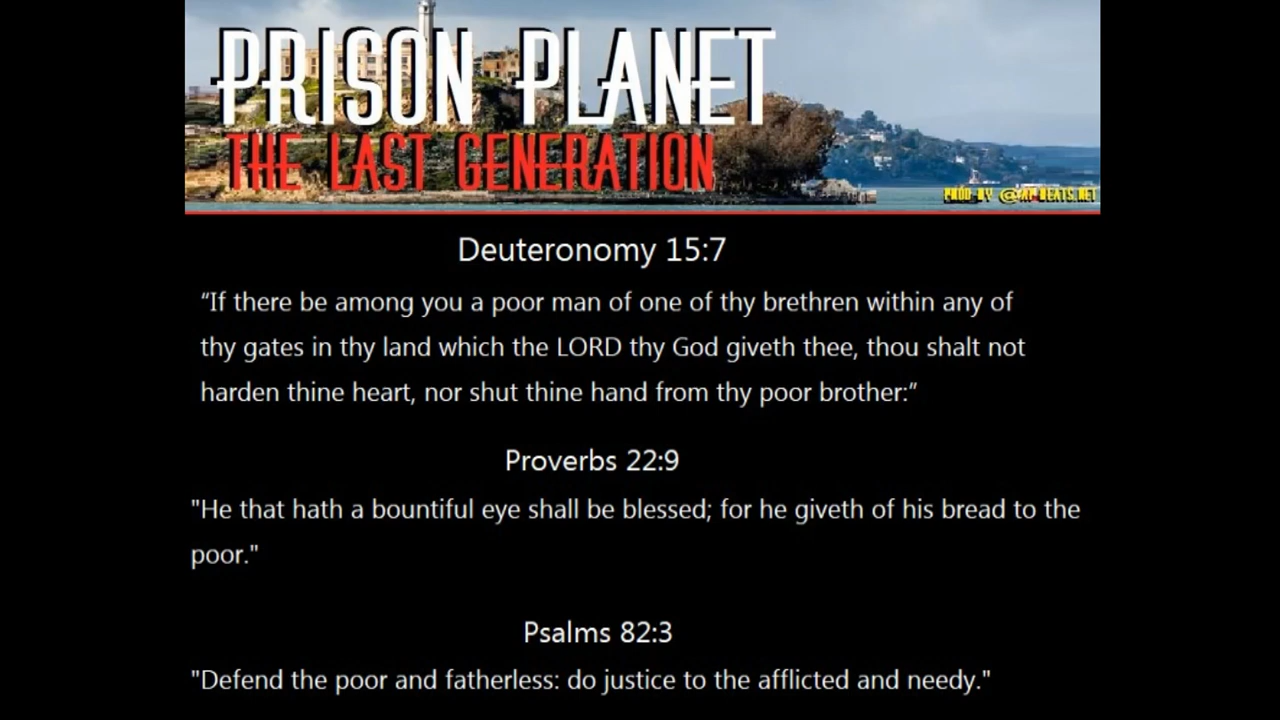 PRISON PLANET
THE LAST GENERATION
PROD BY
Deuteronomy 15:7
“If there be among you a poor man of one of thy brethren within any of
thy gates in thy land which the LORD thy God giveth thee, thou shalt not
harden thine heart, nor shut thine hand from thy poor brother:”
Proverbs 22:9
"He that hath a bountiful eye shall be blessed; for he giveth of his bread to the
poor."
Psalms 82:3
"Defend the poor and fatherless: do justice to the afflicted and needy."